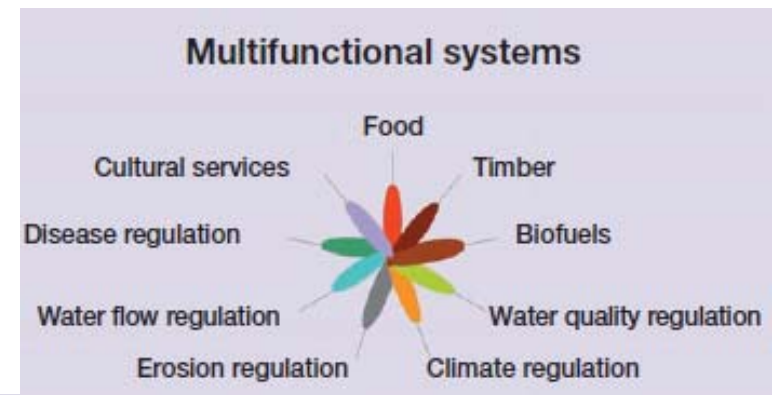 Multifunctional systems
Food
Cultural services
Timber
Disease regulation
Biofuels
Water flow regulation
Water quality regulation
Erosion regulation
Climate regulation